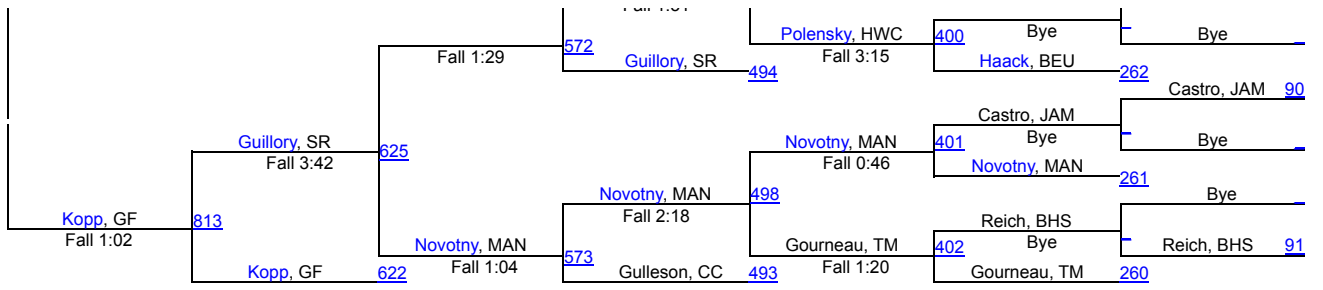 Polensky, HWC 400 Bye Bye
Fall 1:29 572 Fall 3:15
Guillory, SR 494 Haack, BEU 262
Castro, JAM 90
Castro, JAM
Guillory, SR 625 Novotny, MAN 401 Bye Bye
Fall 3:42 Fall 0:46
Novotny, MAN 261
Novotny, MAN 498 Bye
Kopp, GF 813 Fall 2:18 Reich, BHS
Fall 1:02
Novotny, MAN 573 Gourneau, TM 402 Bye Reich, BHS 91
Fall 1:04 Fall 1:20
Kopp, GF 622 Gulleson, CC 493 Gourneau, TM 260